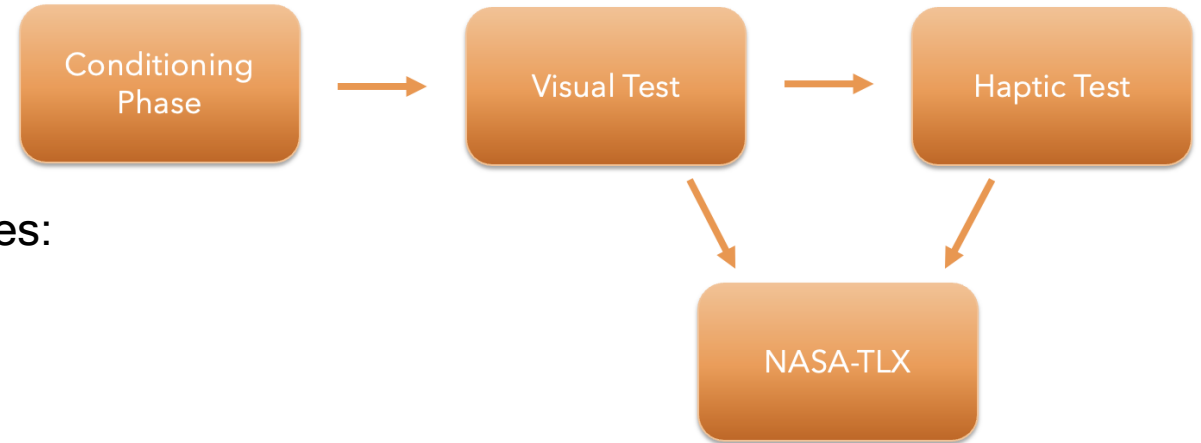 Conditioning
Phase
Visual Test
Haptic Test
es:
NASA-TLX